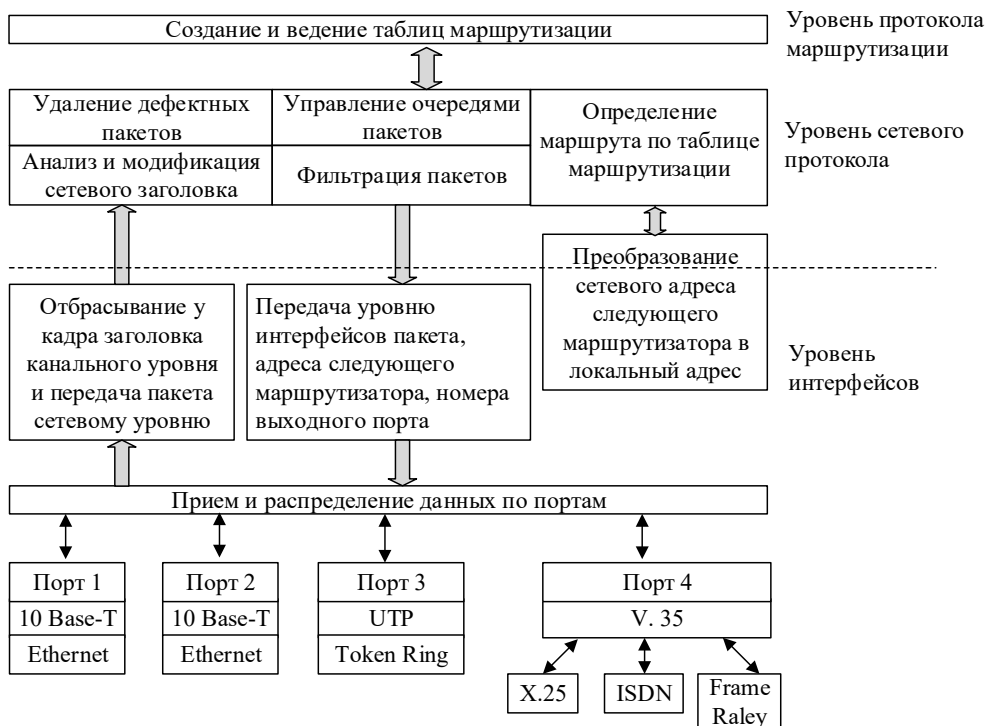 Создание и ведение таблиц маршрутизации
Уровень протокола
маршрутизации
Удаление дефектных
пакетов
Управление очередями
пакетов
Определение
маршрута по таблице
маршрутизации
Уровень сетевого
протокола
Анализ и модификация
сетевого заголовка
Фильтрация пакетов
Преобразование
сетевого адреса
следующего
маршрутизатора в
локальный адрес
Отбрасывание у
кадра заголовка
канального уровня
и передача пакета
сетевому уровню
Передача уровню
интерфейсов пакета,
адреса следующего
маршрутизатора, номера
выходного порта
Уровень
интерфейсов
Прием и распределение данных по портам
Порт 1
10 Base-T
Ethernet
Порт 2
10 Base-T
Ethernet
Порт 3
UTP
Token Ring
Порт 4
V. 35
X.25
ISDN
Frame
Raley